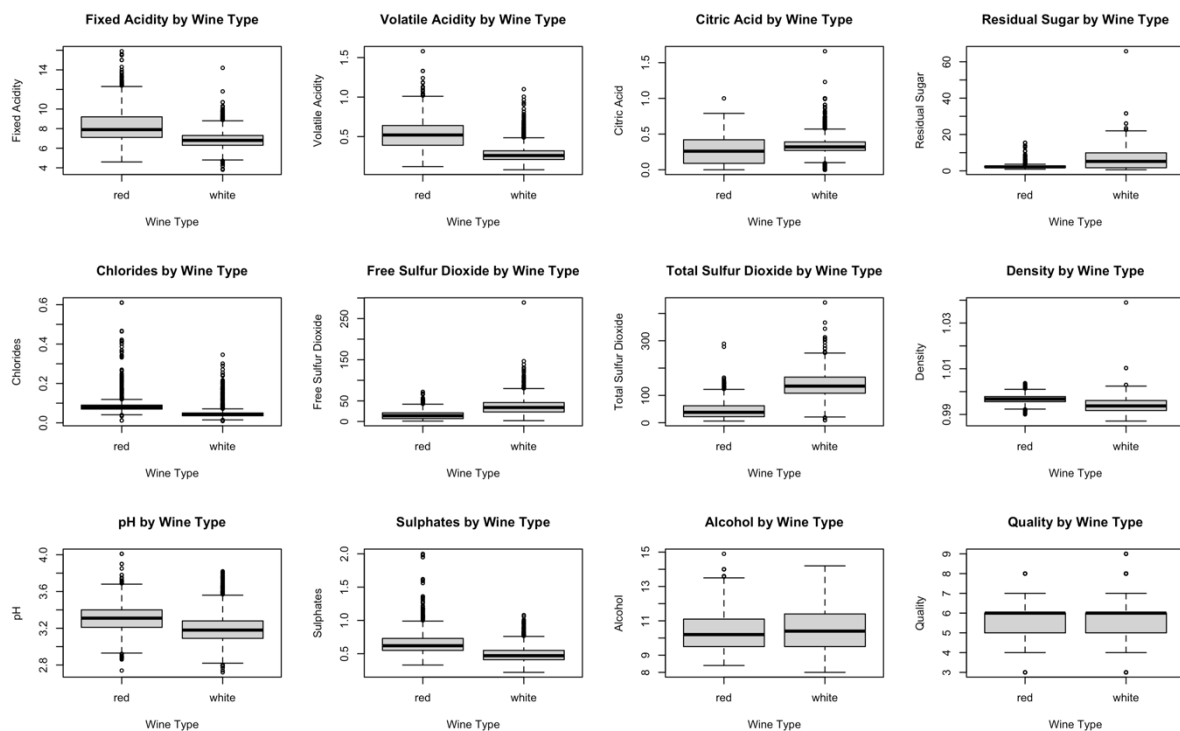 Fixed Acidity by Wine Type
Fixed Acidity
14
10
8
6
4
red
white
Wine Type
Volatile Acidity by Wine Type
Volatile Acidity
1.5
1.0
0.5
red
white
Wine Type
Citric Acid by Wine Type
Citric Acid
1.5
1.0
0.5
0.0
red
white
Wine Type
Residual Sugar by Wine Type
Residual Sugar
60
40
20
0
red
white
Wine Type
Chlorides by Wine Type
Chlorides
0.6
0.4
0.2
0.0
red
white
Wine Type
Free Sulfur Dioxide by Wine Type
Free Sulfur Dioxide
250
150
50
0
red
white
Wine Type
Total Sulfur Dioxide by Wine Type
Total Sulfur Dioxide
300
100
0
red
white
Wine Type
Density by Wine Type
Density
1.03
1.01
0.99
red
white
Wine Type
pH by Wine Type
pH
4.0
3.6
3.2
2.8
red
white
Wine Type
Sulphates by Wine Type
Sulphates
2.0
1.5
1.0
0.5
red
white
Wine Type
Alcohol by Wine Type
Alcohol
15
13
11
10
9
8
red
white
Wine Type
Quality by Wine Type
Quality
9
8
7
6
5
4
3
red
white
Wine Type